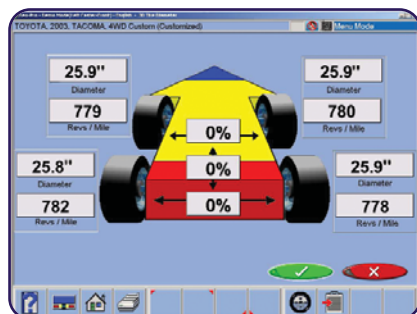 TOYOTA, 2003, TACOMA, 4WD Custom (Customized)
Menu Mode
25.9"
Diameter
779
Revs / Mile
25.9"
Diameter
780
Revs / Mile
0%
0%
0%
25.8"
Diameter
782
Revs / Mile
25.9"
Diameter
778
Revs / Mile
?